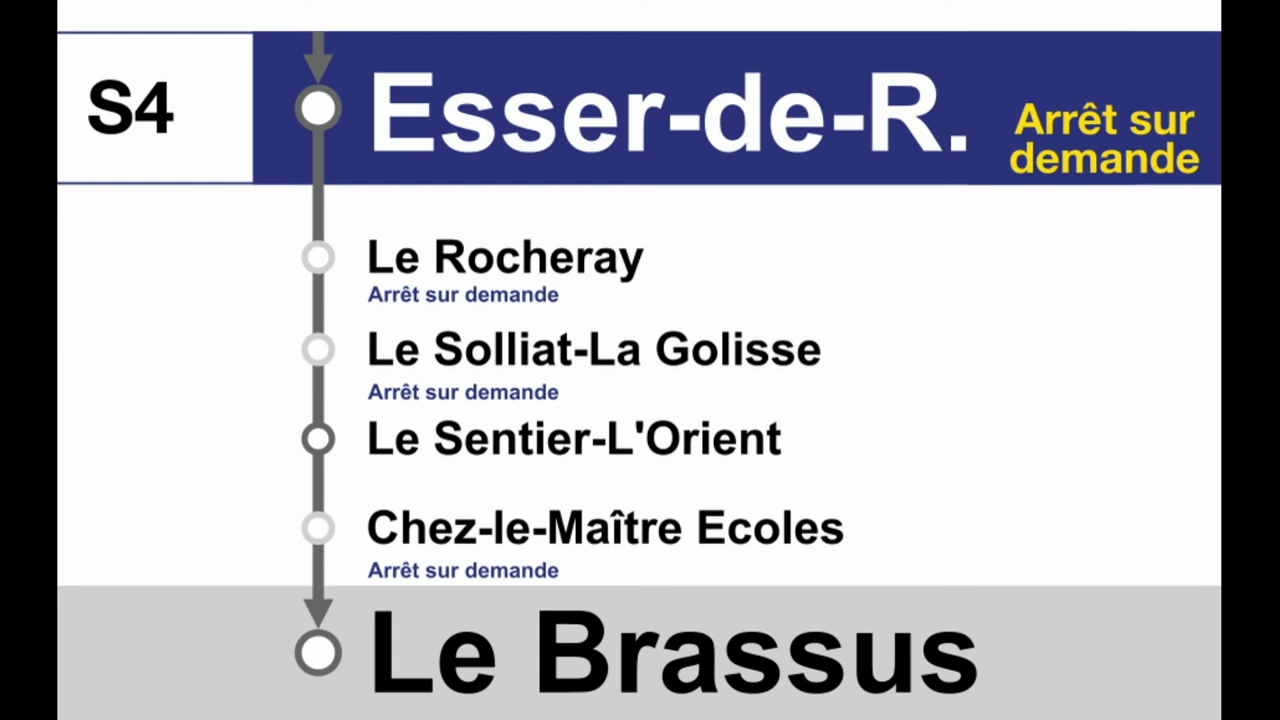 S4
Esser-de-R.
Arrêt sur
demande
Le Rocheray
Arrêt sur demande
Le Solliat-La Golisse
Arrêt sur demande
Le Sentier-L'Orient
Chez-le-Maître Ecoles
Arrêt sur demande
Le Brassus